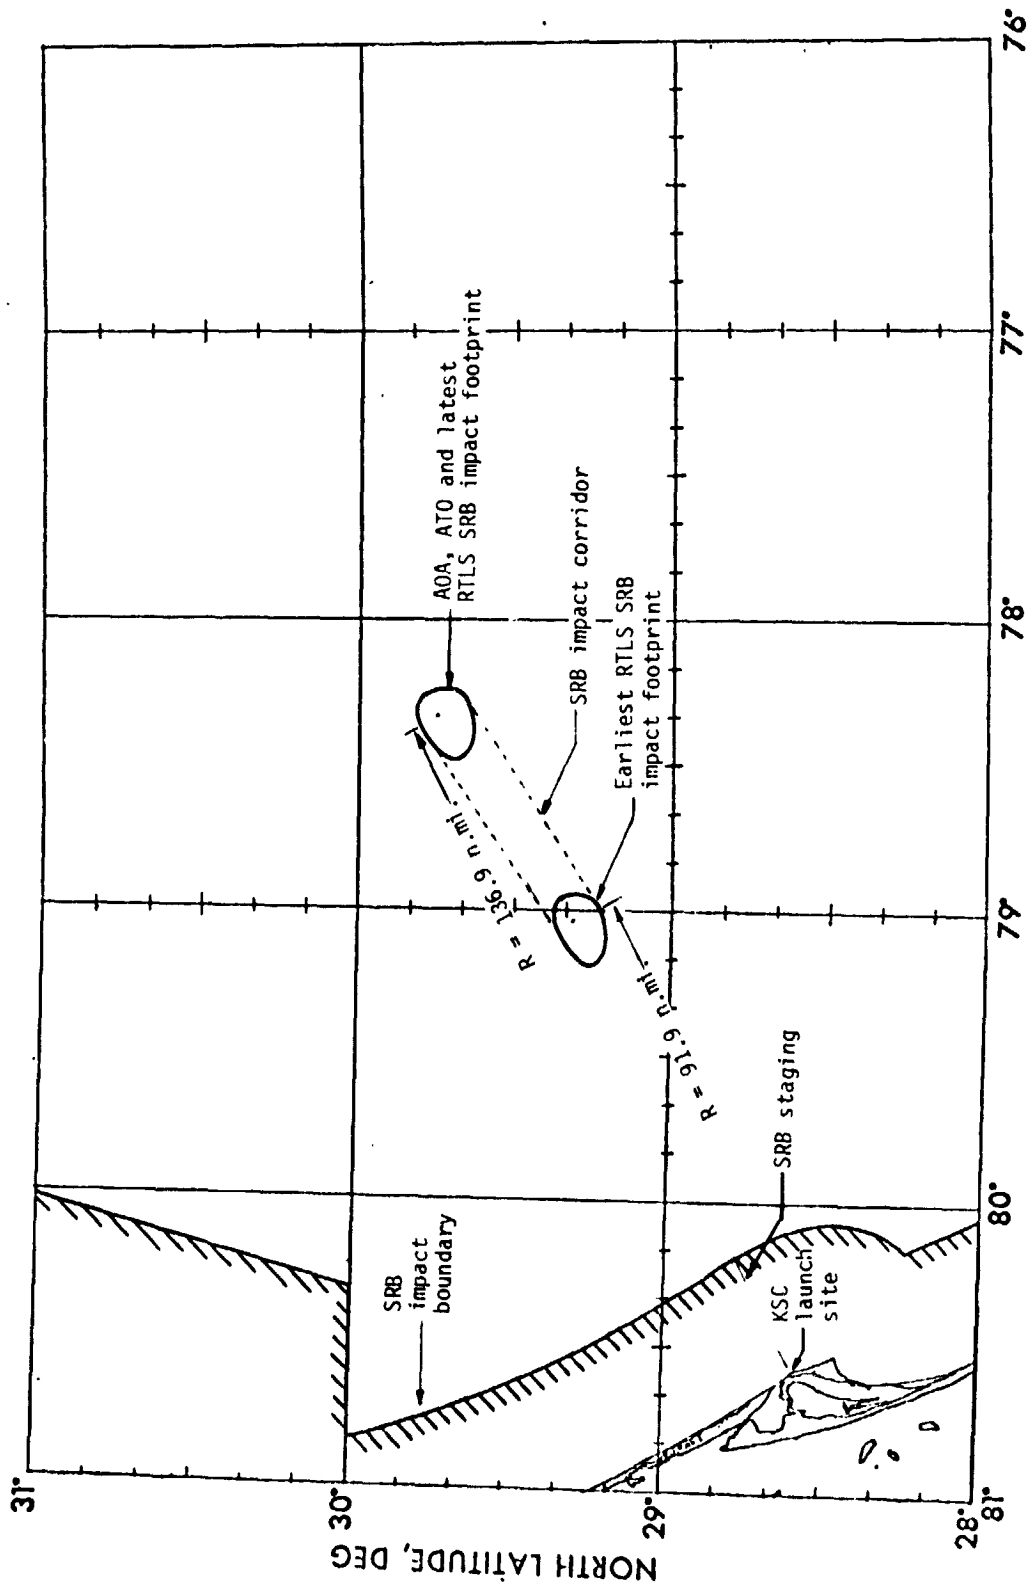 NORTH LATITUDE, DEG
31°
30°
29°
28°
81°
80°
79°
78°
77°
76°
AOA, ATO and latest
RTLS SRB impact footprint
SRB impact corridor
Earliest RTLS SRB
impact footprint
R = 136.9 n.mi.
R = 91.9 n.mi.
SRB
impact
boundary
SRB staging
KSC
launch
site